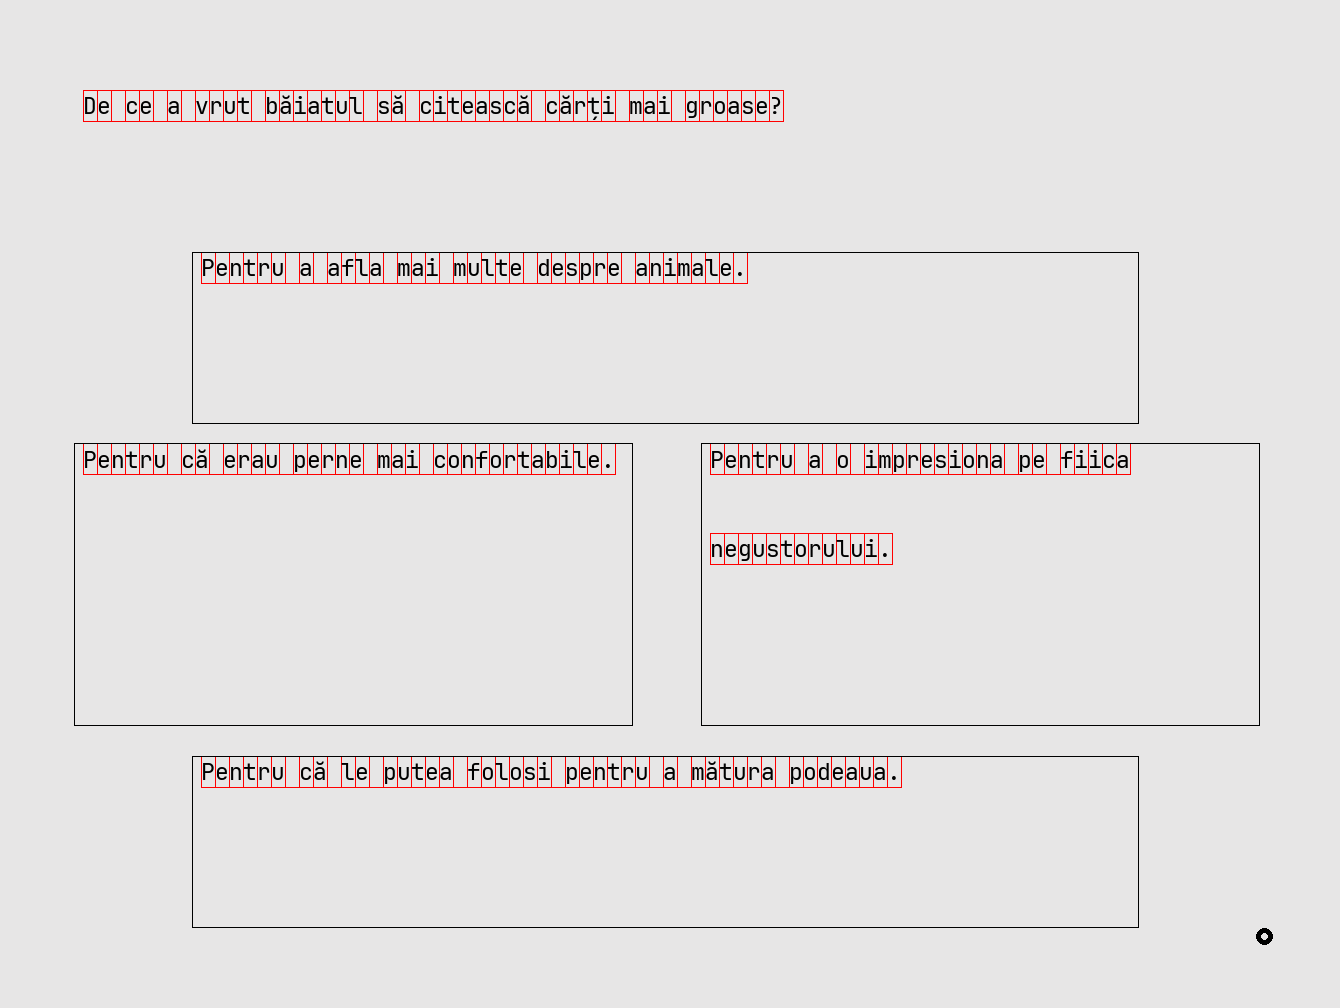 De ce a vrut băiatul să citească cărți mai groase?
Pentru a afla mai multe despre animale.
Pentru că erau perne mai confortabile.
Pentru a o impresiona pe fiica
negustorului.
Pentru că le putea folosi pentru a mătura podeaua.